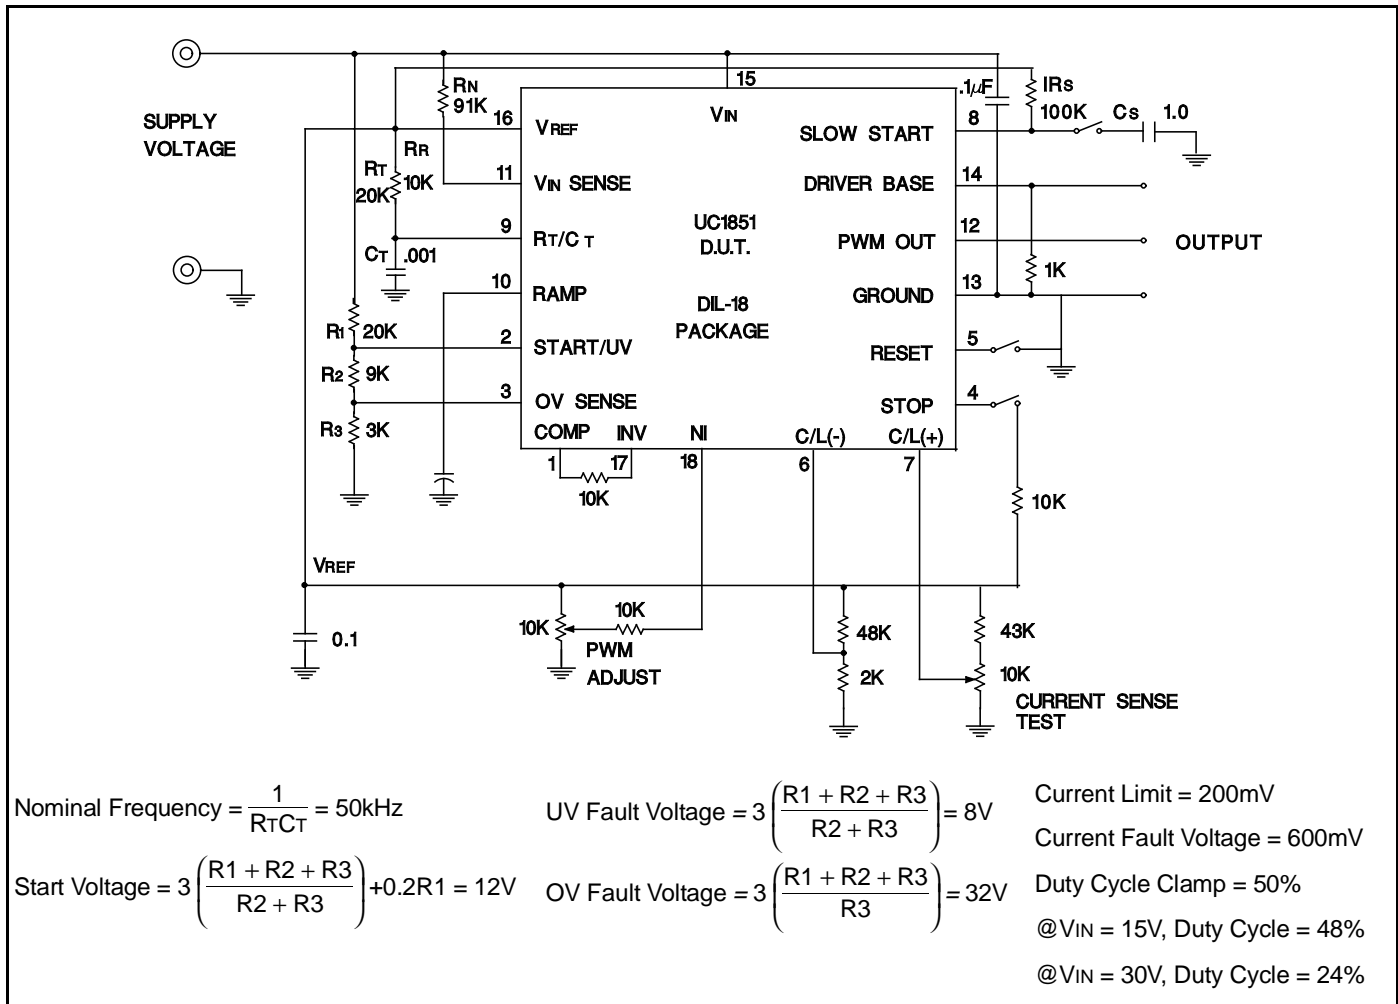 SUPPLY
VOLTAGE
RN
91K
16
VREF
RR
10K
RT
20K
11
VIN SENSE
9
RT/C T
CT .001
10
RAMP
R1 20K
2
START/UV
R2 9K
3
OV SENSE
R3 3K
COMP INV NI
1 17 18
10K
15
VIN
UC1851
D.U.T.
DIL-18
PACKAGE
.1µF
IRs
100K
Cs 1.0
8
SLOW START
14
DRIVER BASE
12
PWM OUT
OUTPUT
1K
13
GROUND
5
RESET
4
STOP
C/L(-) C/L(+)
6 7
10K
VREF
0.1
10K
10K
PWM
ADJUST
48K
2K
43K
10K
CURRENT SENSE
TEST
Nominal Frequency = 1 / RTCT = 50kHz
Start Voltage = 3 ( R1 + R2 + R3 / R2 + R3 ) +0.2R1 = 12V
UV Fault Voltage = 3 ( R1 + R2 + R3 / R2 + R3 ) = 8V
OV Fault Voltage = 3 ( R1 + R2 + R3 / R3 ) = 32V
Current Limit = 200mV
Current Fault Voltage = 600mV
Duty Cycle Clamp = 50%
@VIN = 15V, Duty Cycle = 48%
@VIN = 30V, Duty Cycle = 24%